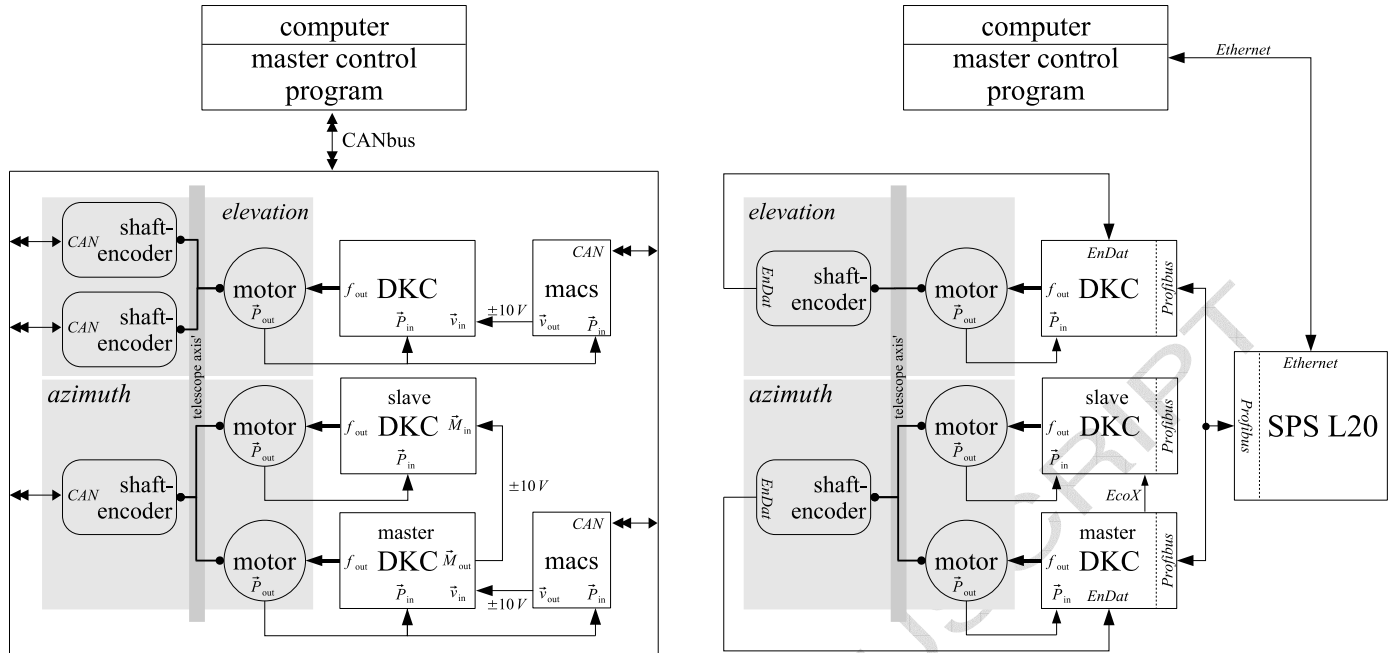 computer
master control
program
CANbus
elevation
CAN
shaft-
encoder
CAN
shaft-
encoder
telescope axis'
motor
P⃗ out
f out
DKC
P⃗ in
v⃗ in
±10 V
CAN
macs
v⃗ out
P⃗ in
azimuth
CAN
shaft-
encoder
motor
P⃗ out
f out
slave
DKC
M⃗ in
P⃗ in
±10 V
motor
P⃗ out
f out
master
DKC
M⃗ out
P⃗ in
v⃗ in
±10 V
CAN
macs
v⃗ out
P⃗ in
computer
master control
program
Ethernet
elevation
EnDat
shaft-
encoder
telescope axis'
motor
P⃗ out
EnDat
f out
DKC
P⃗ in
Profibus
azimuth
EnDat
shaft-
encoder
motor
P⃗ out
slave
f out
DKC
P⃗ in
Profibus
EcoX
motor
P⃗ out
master
f out
DKC
P⃗ in
EnDat
Profibus
Ethernet
Profibus
SPS L20
USCRIPT